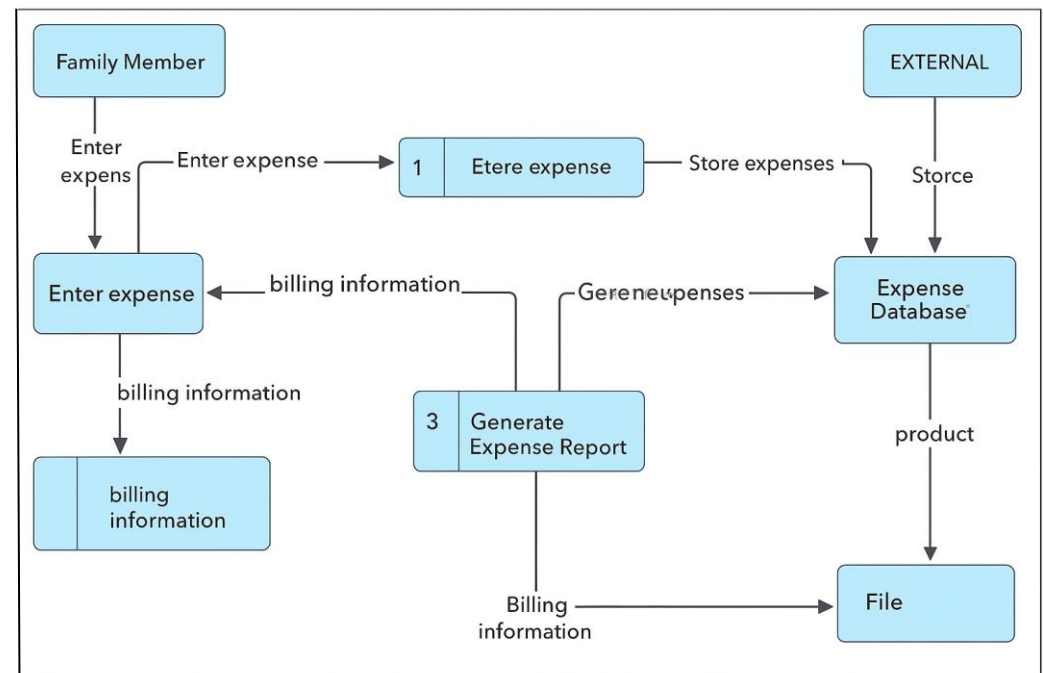 Family Member
EXTERNAL
Enter
expens
Enter expense
1
Etere expense
Store expenses
Storce
Enter expense
billing information
Gereneupenses
Expense
Database
billing information
3
Generate
Expense Report
product
billing
information
Billing
information
File